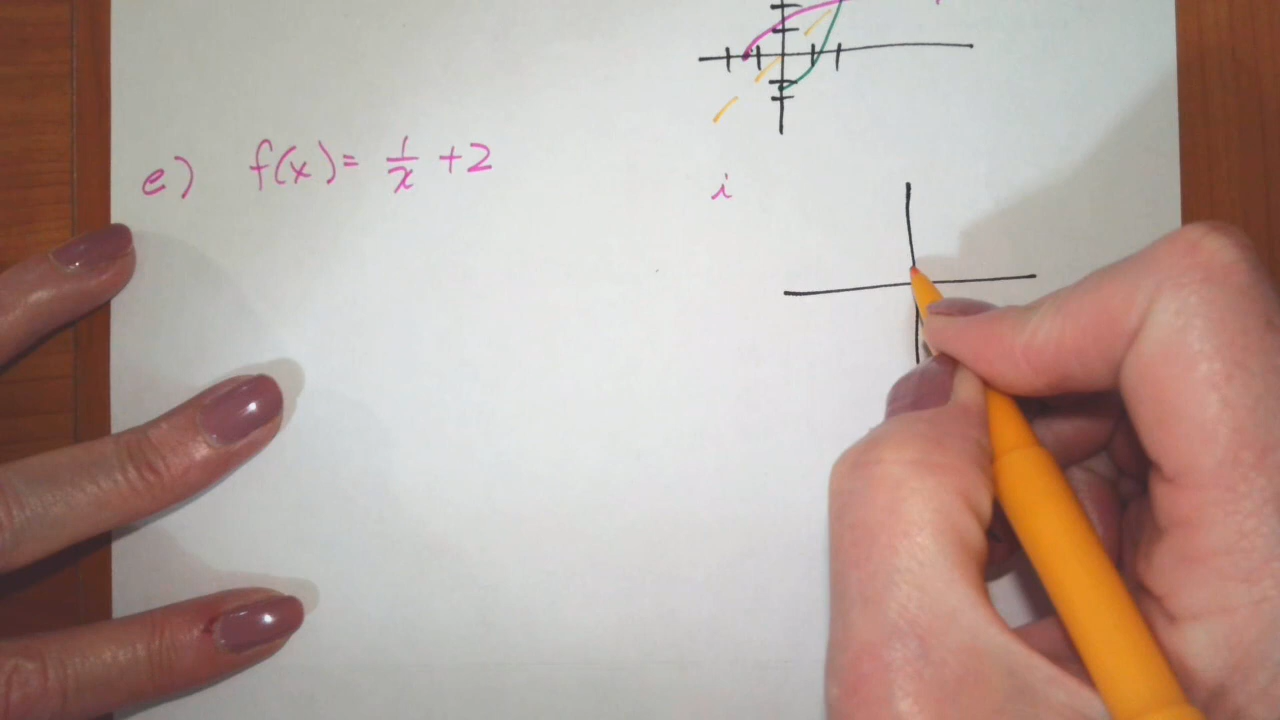 e) f(x) = 1/x + 2
i